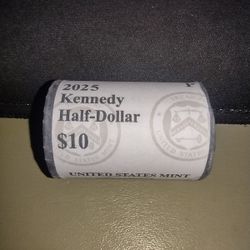 2025
Kennedy
Half-Dollar
$10
UNITED STATES MINT